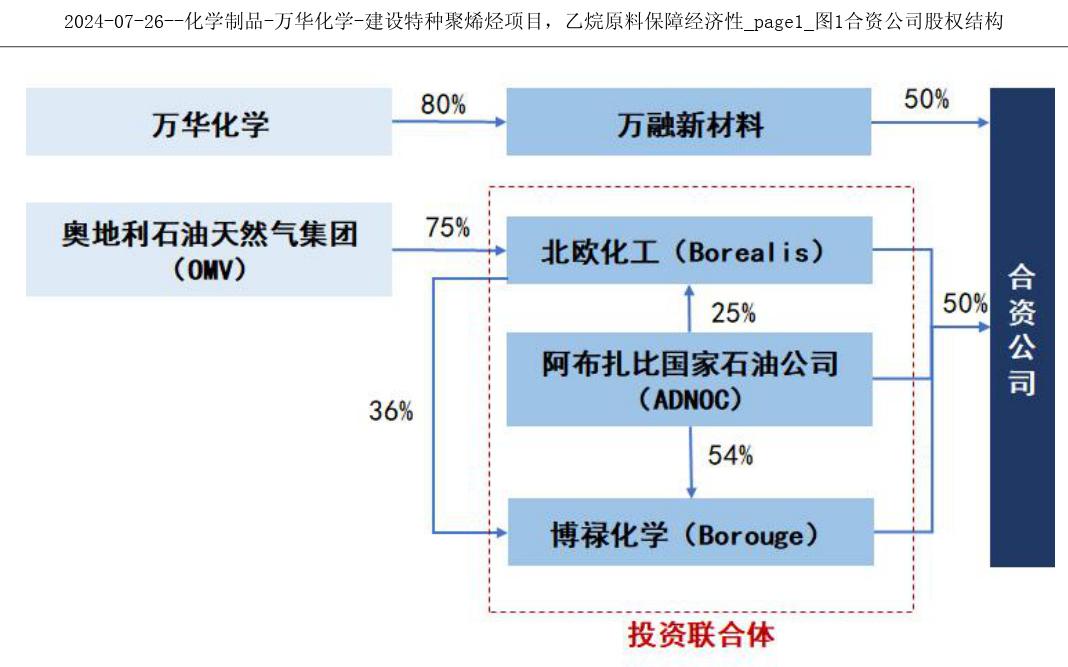 2024-07-26--化学制品-万华化学-建设特种聚烯烃项目，乙烷原料保障经济性_page1_图1合资公司股权结构
万华化学
80%
万融新材料
50%
奥地利石油天然气集团
（OMV）
75%
北欧化工（Borealis）
25%
50%
合资公司
阿布扎比国家石油公司
（ADNOC）
36%
54%
博禄化学（Borouge）
投资联合体